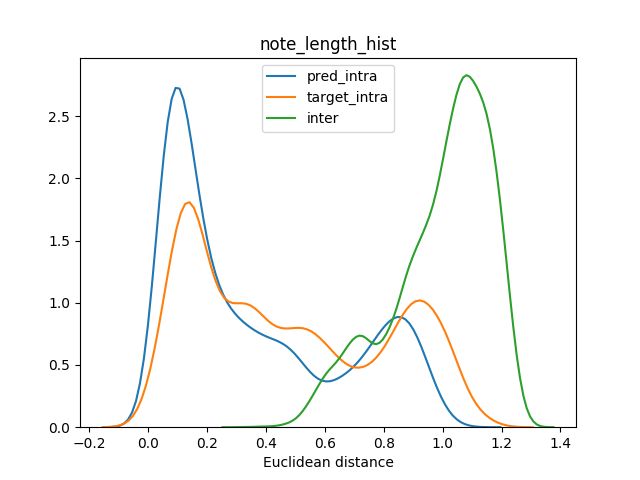 note_length_hist
pred_intra
target_intra
inter
2.5
2.0
1.5
1.0
0.5
0.0
−0.2 0.0 0.2 0.4 0.6 0.8 1.0 1.2 1.4
Euclidean distance